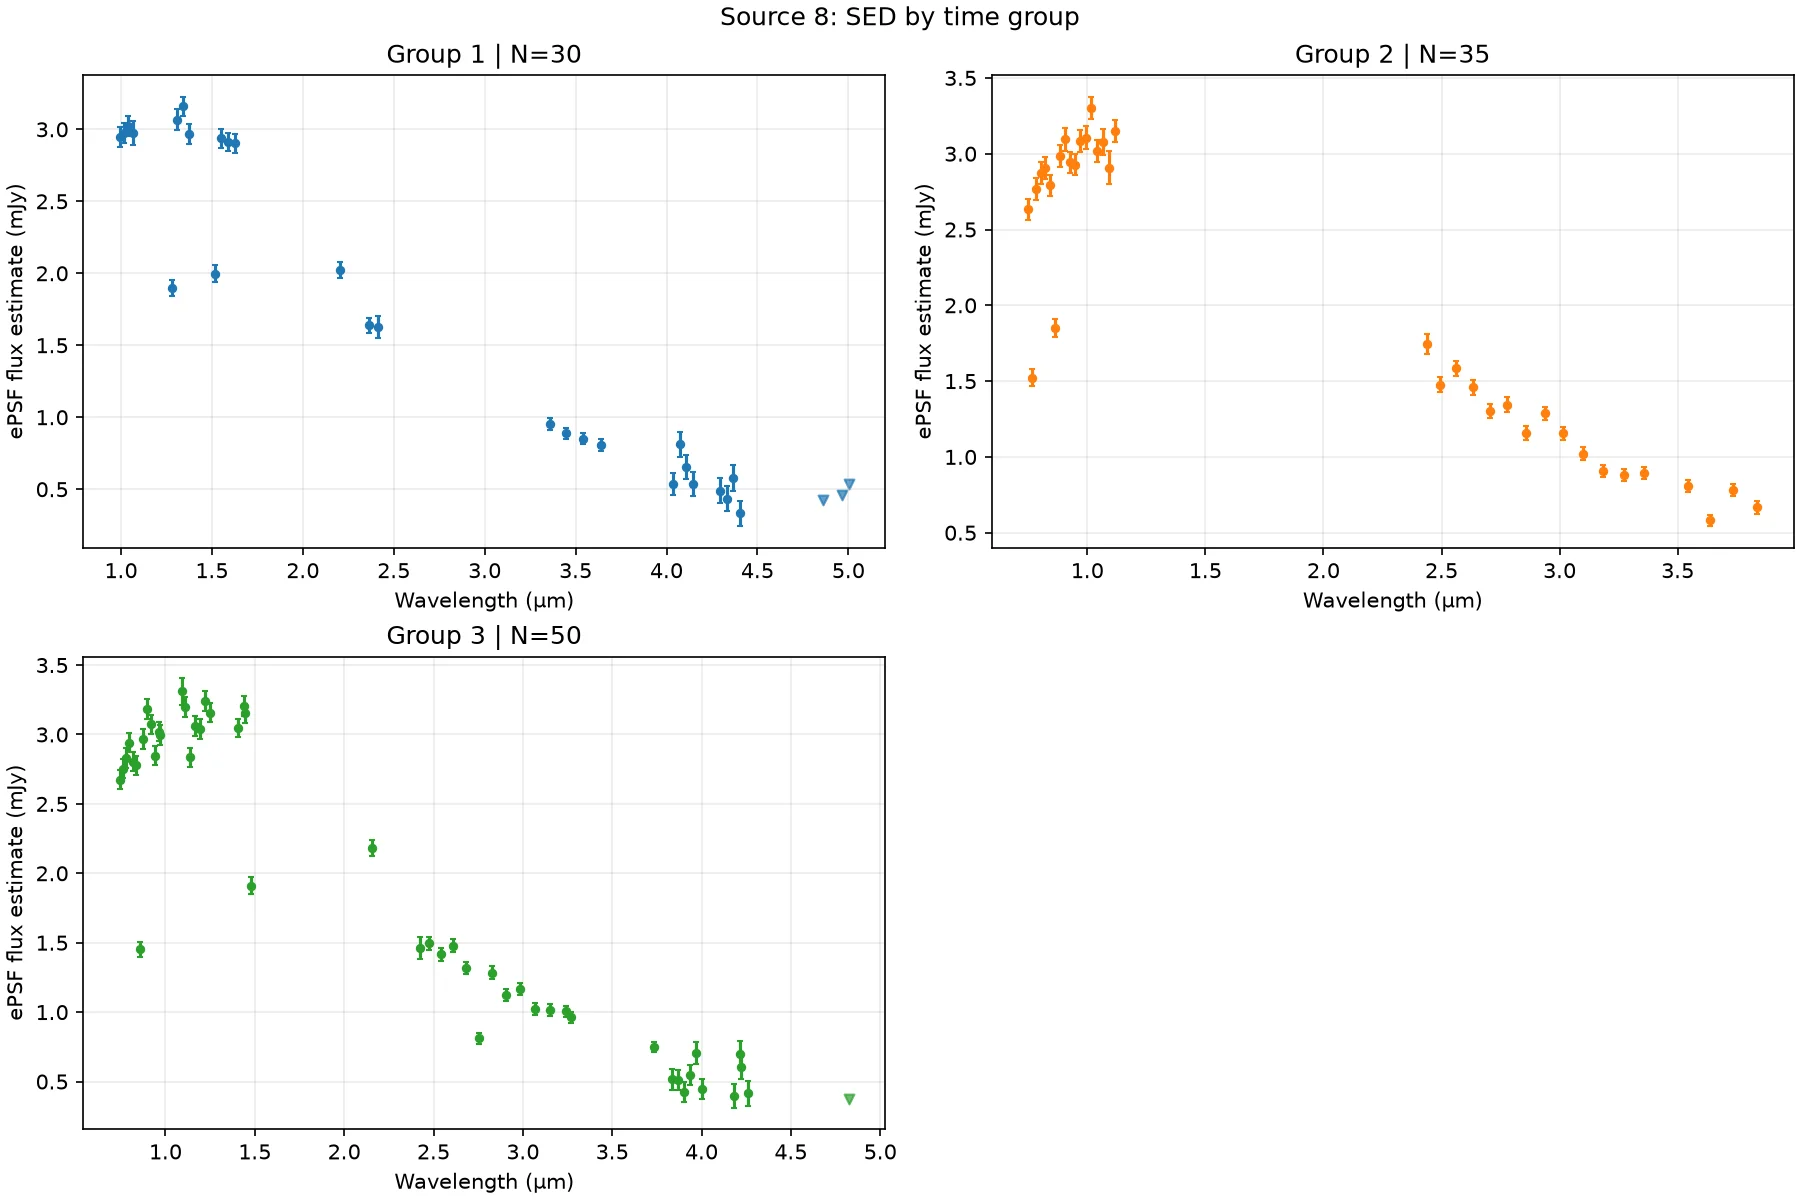 Source 8: SED by time group
Group 1 | N=30
ePSF flux estimate (mJy)
3.0
2.5
2.0
1.5
1.0
0.5
1.0 1.5 2.0 2.5 3.0 3.5 4.0 4.5 5.0
Wavelength (µm)
Group 2 | N=35
ePSF flux estimate (mJy)
3.5
3.0
2.5
2.0
1.5
1.0
0.5
1.0 1.5 2.0 2.5 3.0 3.5
Wavelength (µm)
Group 3 | N=50
ePSF flux estimate (mJy)
3.5
3.0
2.5
2.0
1.5
1.0
0.5
1.0 1.5 2.0 2.5 3.0 3.5 4.0 4.5 5.0
Wavelength (µm)